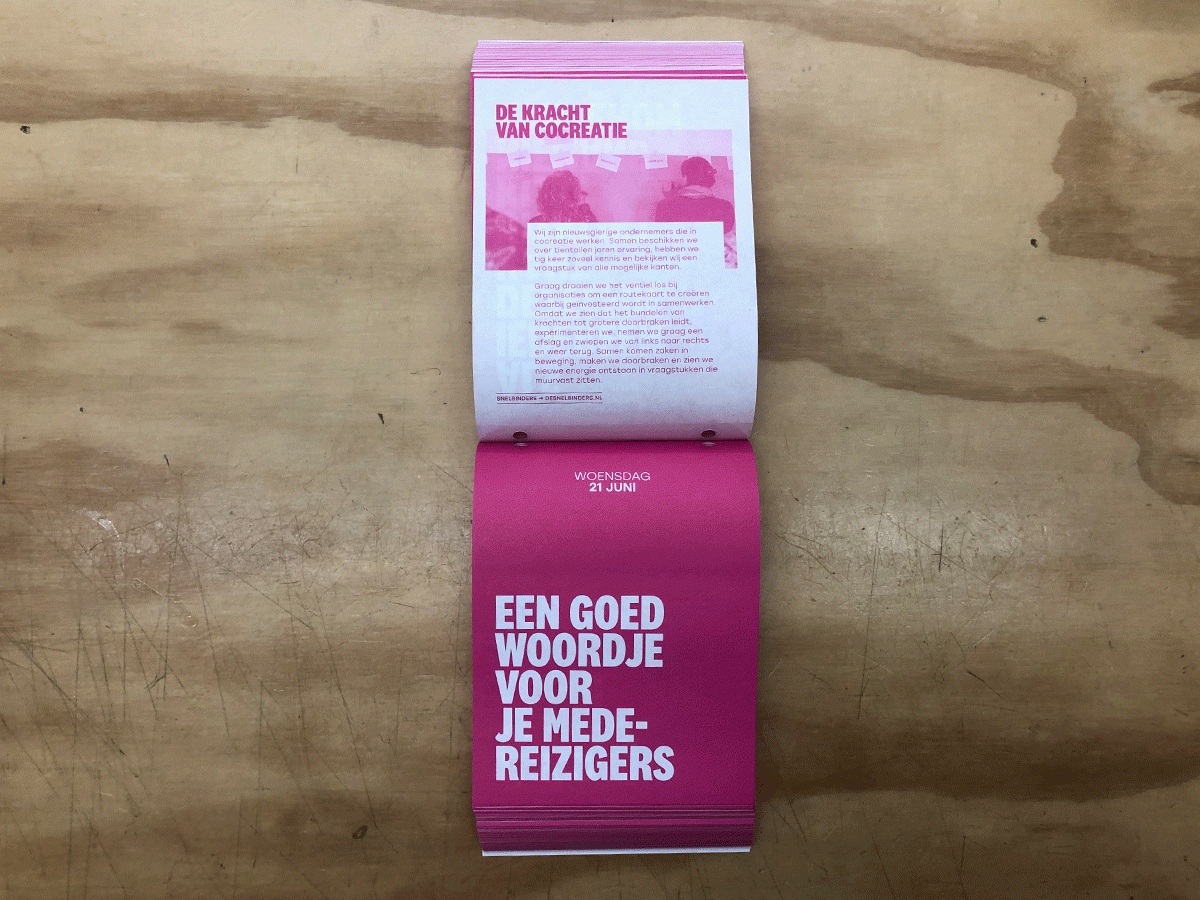 DE KRACHT
VAN COCREATIE
Wij zijn nieuwsgierige ondernemers die in
cocreatie werken. Samen beschikken we
over tientallen jaren ervaring, hebben we
tig keer zoveel kennis en bekijken wij een
vraagstuk van alle mogelijke kanten.
Graag draaien we het ventiel los bij
organisaties om een routekaart te creëren
waarbij geïnvesteerd wordt in samenwerken.
Omdat we zien dat het bundelen van
krachten tot grotere doorbraken leidt,
experimenteren we, nemen we graag een
afslag en zwiepen we van links naar rechts
en weer terug. Samen komen zaken in
beweging, maken we doorbraken en zien we
nieuwe energie ontstaan in vraagstukken die
muurvast zitten.
SNELBINDERS → DESNELBINDERS.NL
WOENSDAG
21 JUNI
EEN GOED
WOORDJE
VOOR
JE MEDE-
REIZIGERS